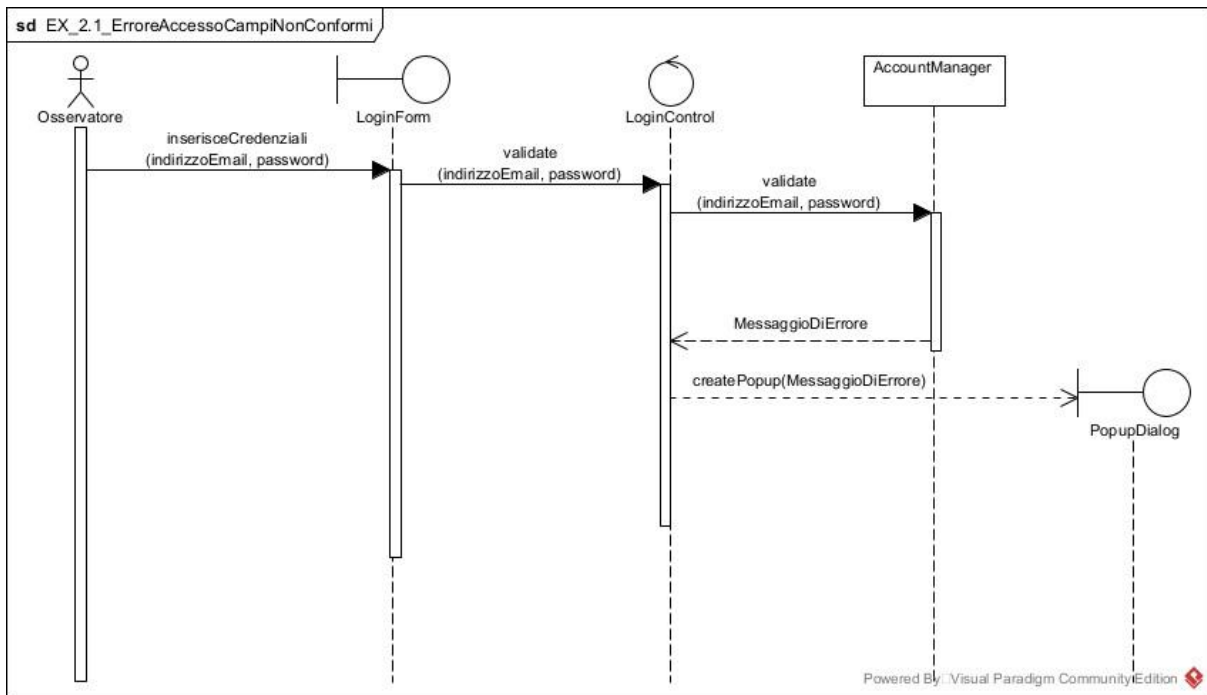 sd EX_2.1_ErroreAccessoCampiNonConformi
Osservatore
LoginForm
LoginControl
AccountManager
inserisceCredenziali
(indirizzoEmail, password)
validate
(indirizzoEmail, password)
validate
(indirizzoEmail, password)
MessaggioDiErrore
createPopup(MessaggioDiErrore)
PopupDialog
Powered By Visual Paradigm Community Edition